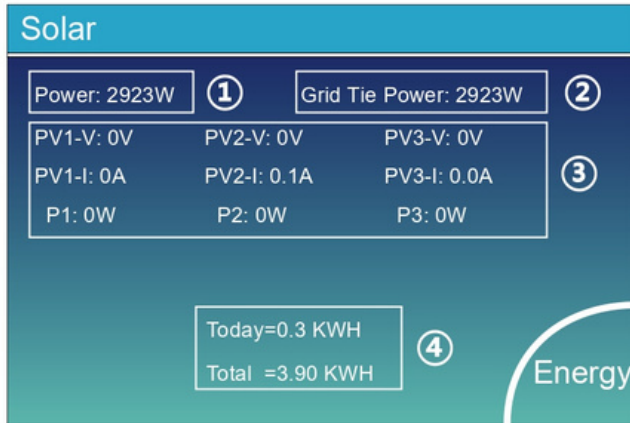 Solar
Power: 2923W ① Grid Tie Power: 2923W ②
PV1-V: 0V PV2-V: 0V PV3-V: 0V
PV1-I: 0A PV2-I: 0.1A PV3-I: 0.0A ③
P1: 0W P2: 0W P3: 0W
Today=0.3 KWH
④
Total =3.90 KWH
Energy